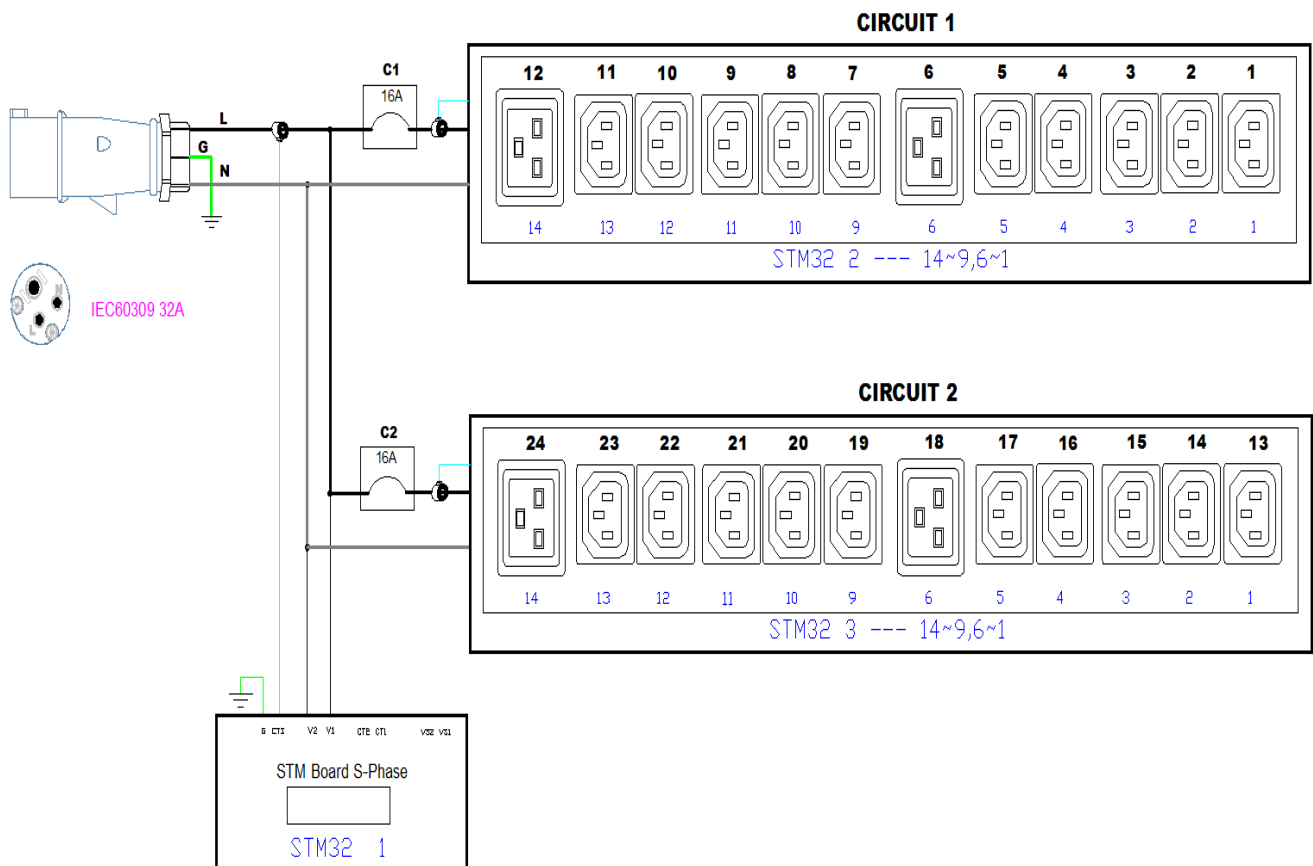 CIRCUIT 1
C1
16A
12 11 10 9 8 7 6 5 4 3 2 1
L
G
N
14 13 12 11 10 9 6 5 4 3 2 1
STM32 2 --- 14~9,6~1
N
L
IEC60309 32A
CIRCUIT 2
C2
16A
24 23 22 21 20 19 18 17 16 15 14 13
14 13 12 11 10 9 6 5 4 3 2 1
STM32 3 --- 14~9,6~1
G CT3 V2 V1 CT2 CT1 VS2 VS1
STM Board S-Phase
STM32 1